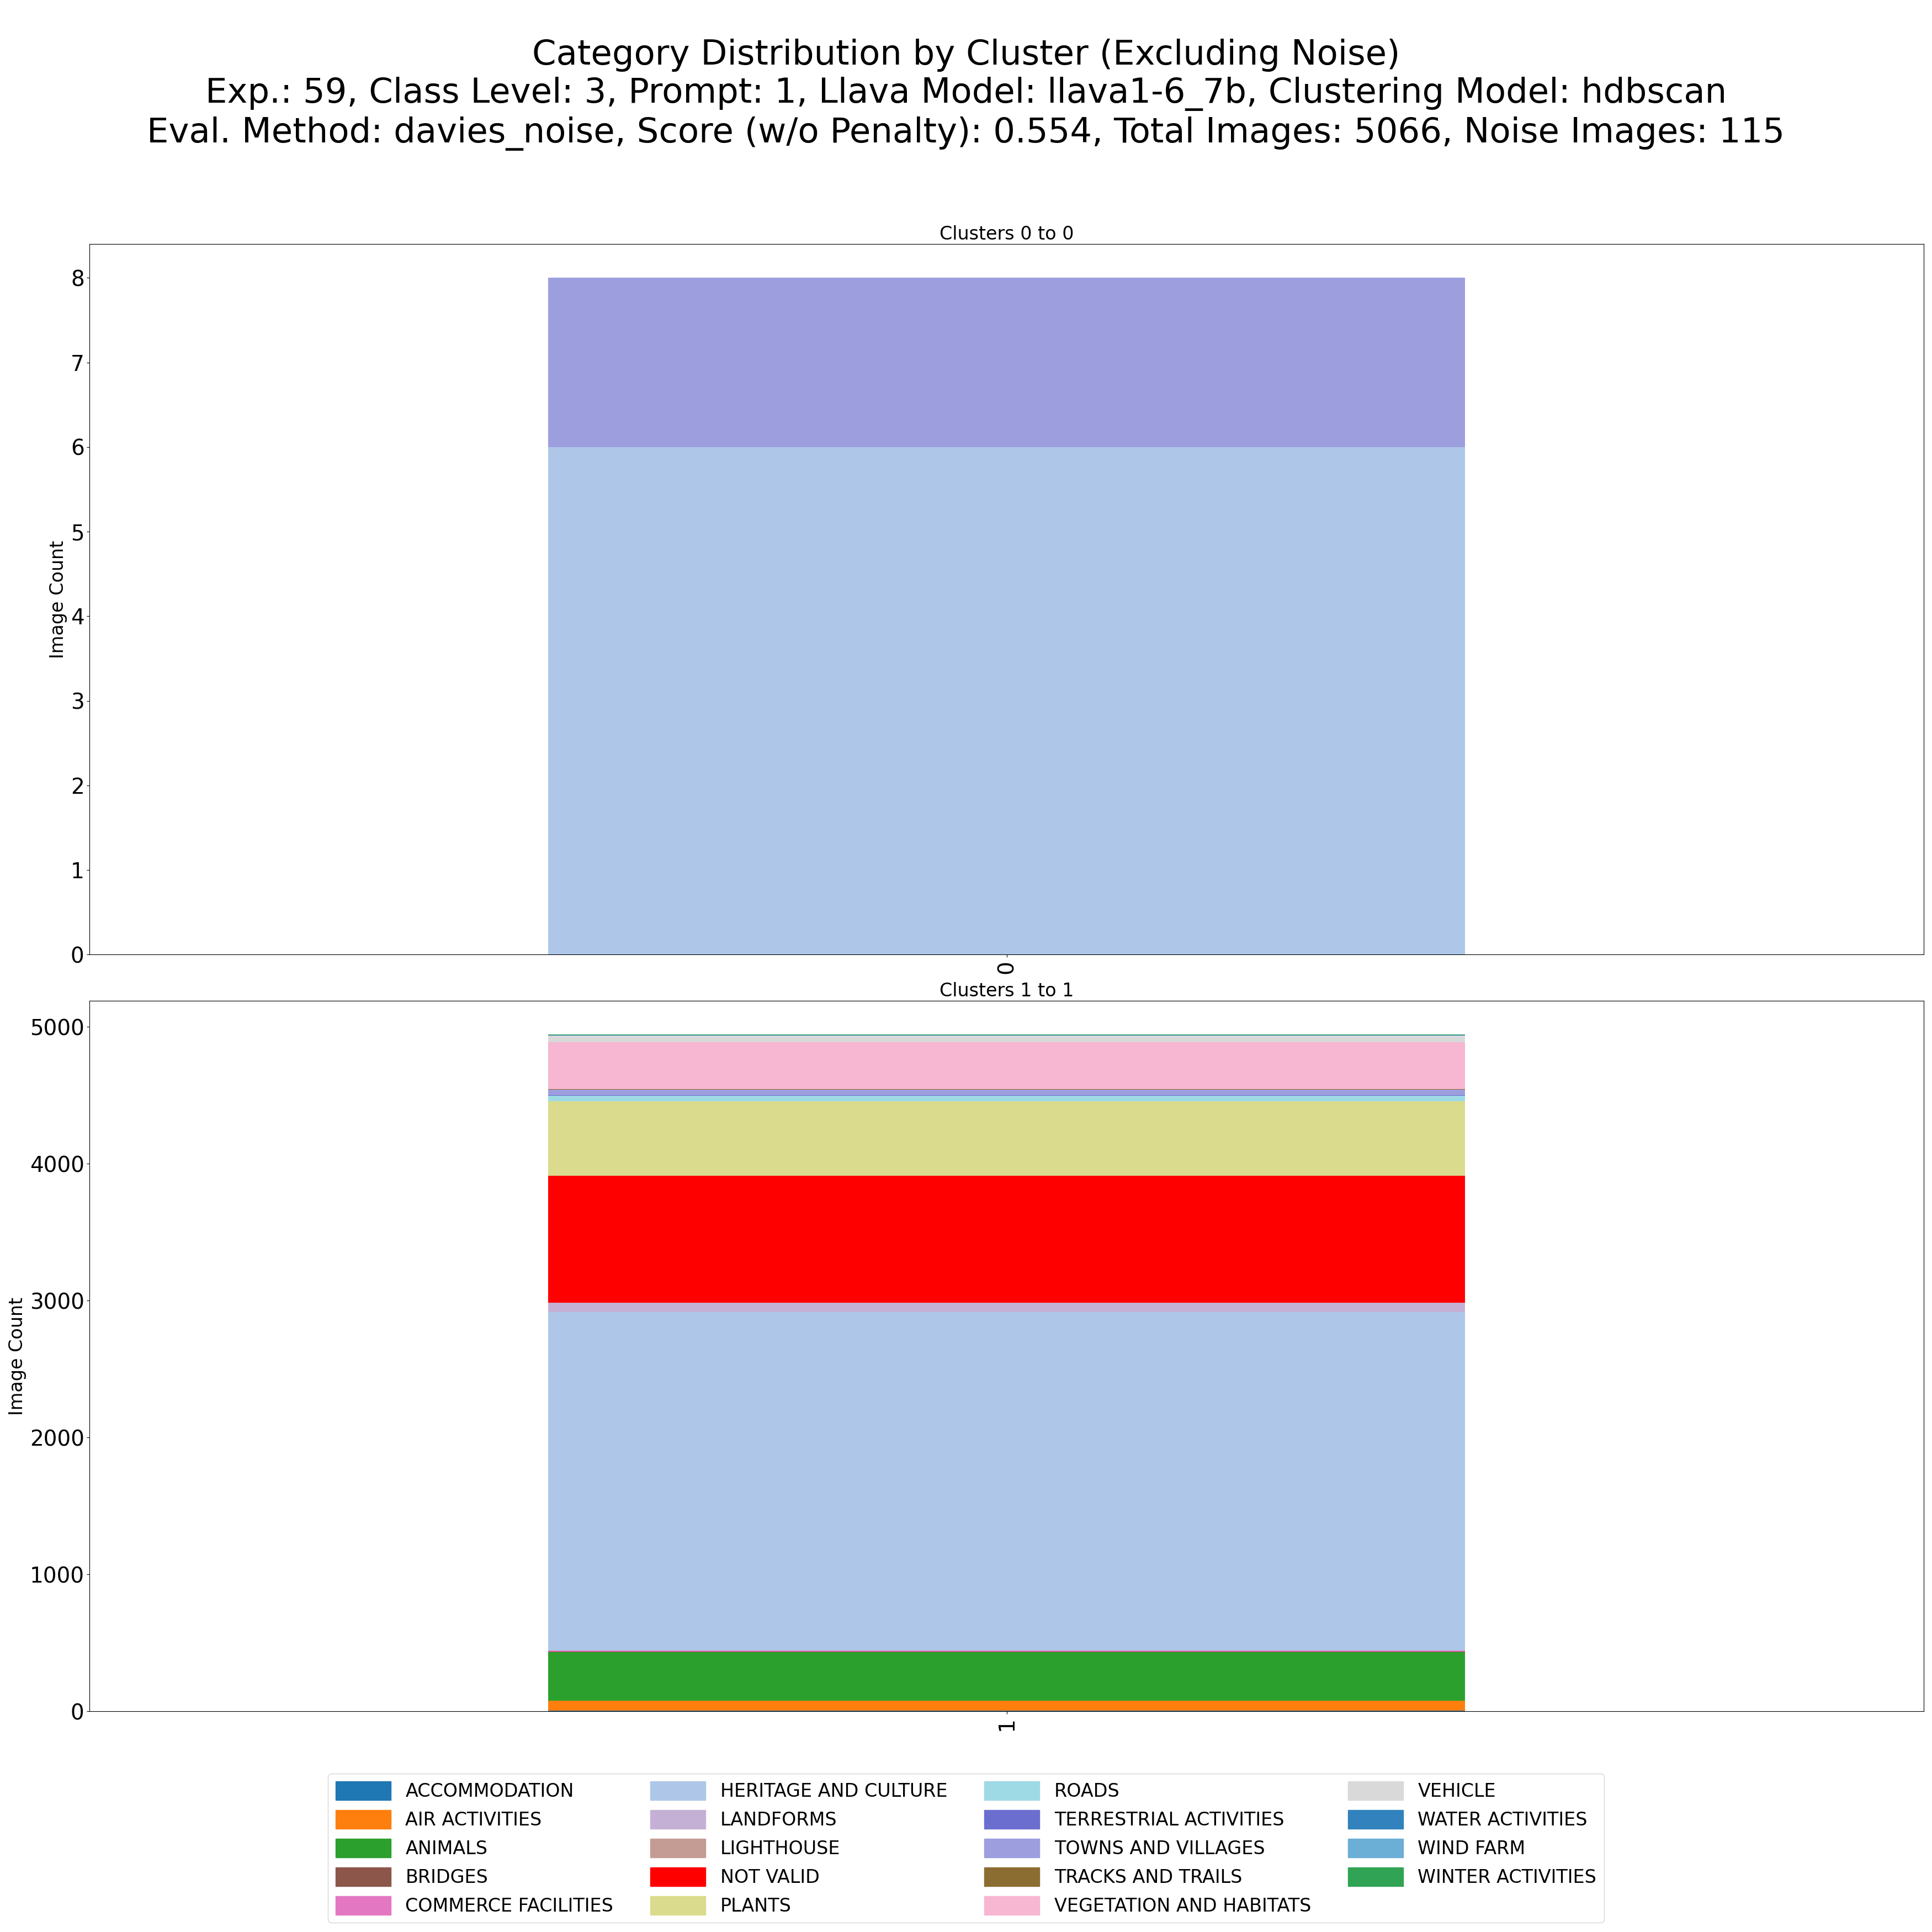 Category Distribution by Cluster (Excluding Noise)
Exp.: 59, Class Level: 3, Prompt: 1, Llava Model: llava1-6_7b, Clustering Model: hdbscan
Eval. Method: davies_noise, Score (w/o Penalty): 0.554, Total Images: 5066, Noise Images: 115
Clusters 0 to 0
8
7
6
5
4
3
2
1
0
Image Count
0
Clusters 1 to 1
5000
4000
3000
2000
1000
0
Image Count
1
ACCOMMODATION
AIR ACTIVITIES
ANIMALS
BRIDGES
COMMERCE FACILITIES
HERITAGE AND CULTURE
LANDFORMS
LIGHTHOUSE
NOT VALID
PLANTS
ROADS
TERRESTRIAL ACTIVITIES
TOWNS AND VILLAGES
TRACKS AND TRAILS
VEGETATION AND HABITATS
VEHICLE
WATER ACTIVITIES
WIND FARM
WINTER ACTIVITIES